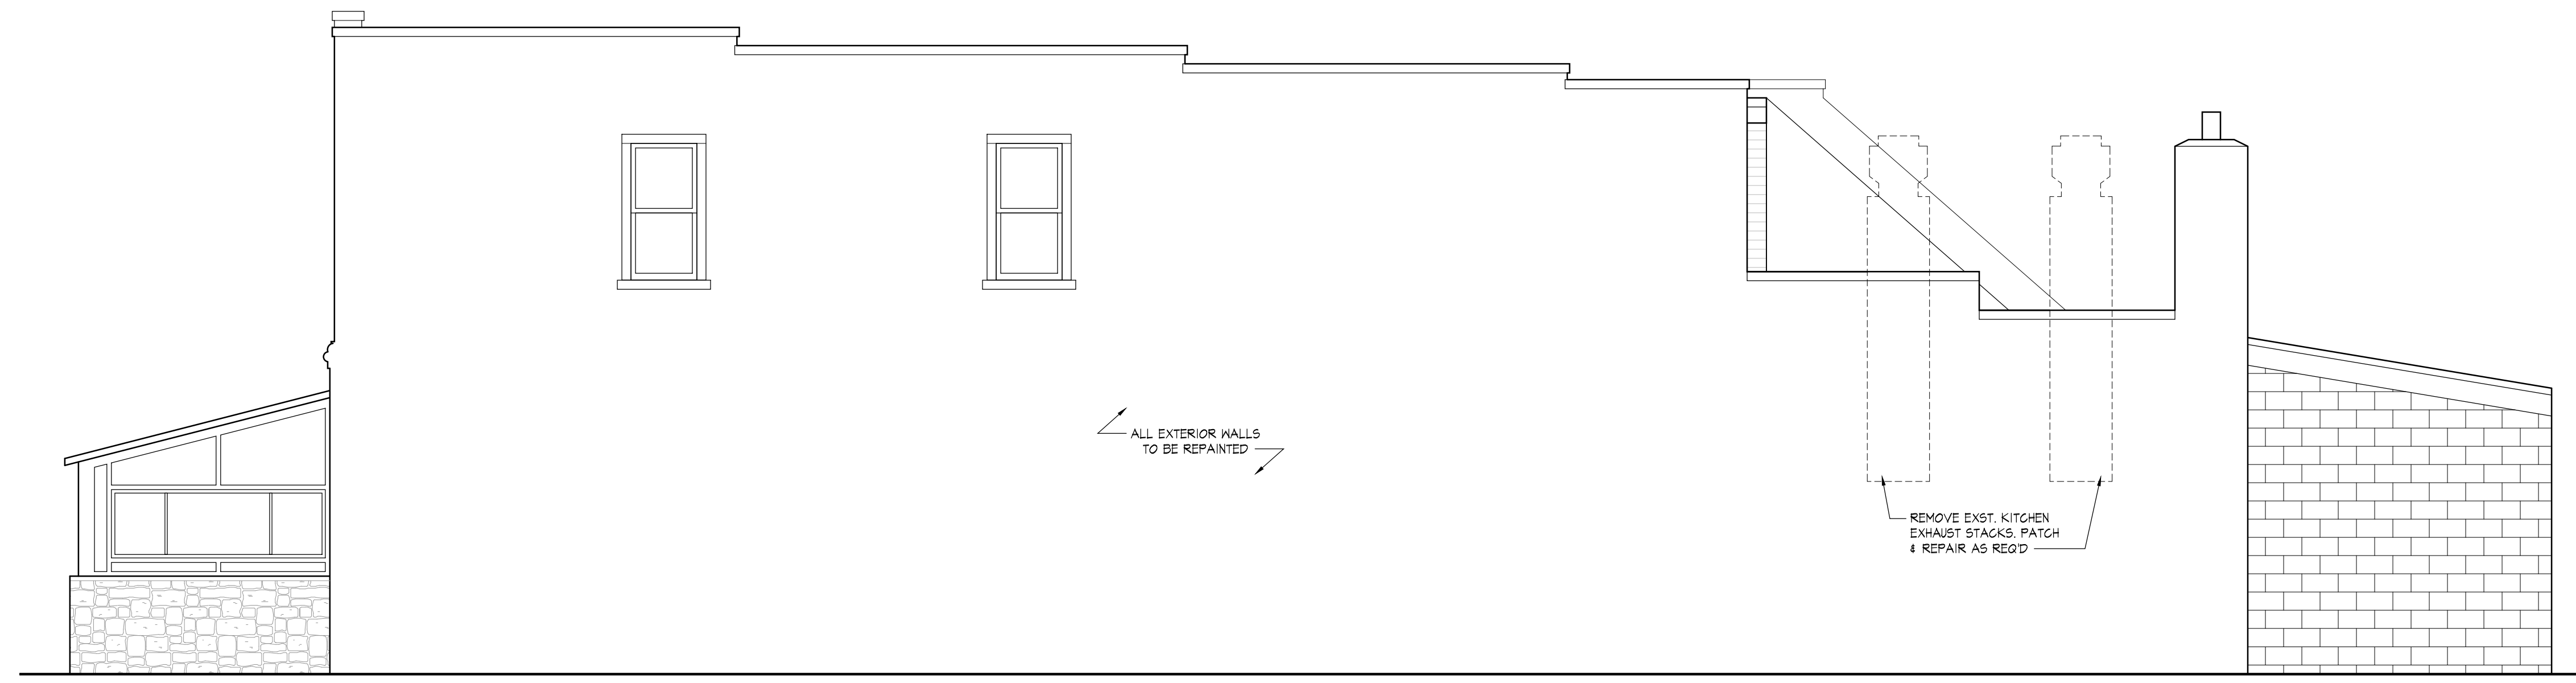 ALL EXTERIOR WALLS
TO BE REPAINTED
REMOVE EXST. KITCHEN
EXHAUST STACKS. PATCH
& REPAIR AS REQ'D